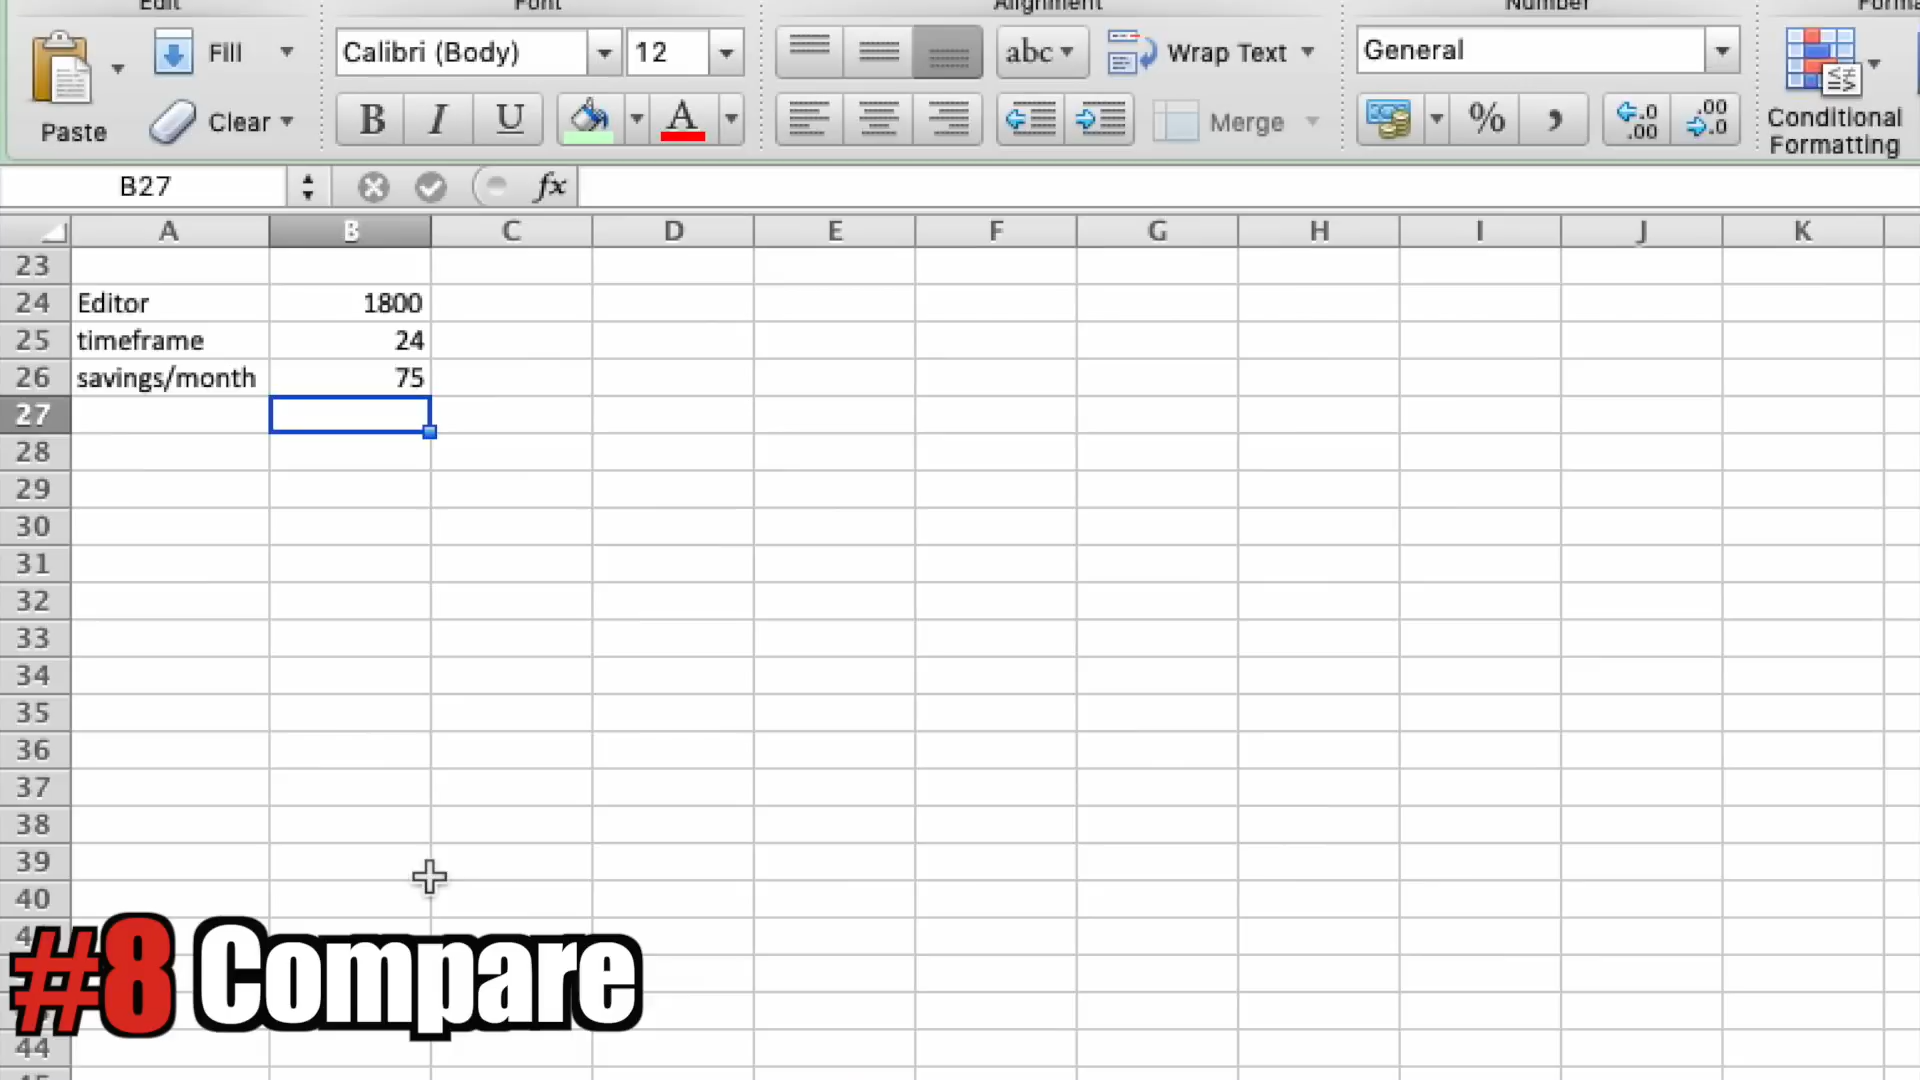 Edit Font Alignment Number
Fill Calibri (Body) 12 abc Wrap Text General
Paste Clear B I U A Merge % , .0 .00 .00 .0 Conditional Formatting
B27 fx
A B C D E F G H I J K
23
24 Editor 1800
25 timeframe 24
26 savings/month 75
27
28
29
30
31
32
33
34
35
36
37
38
39
40
#8 Compare
44